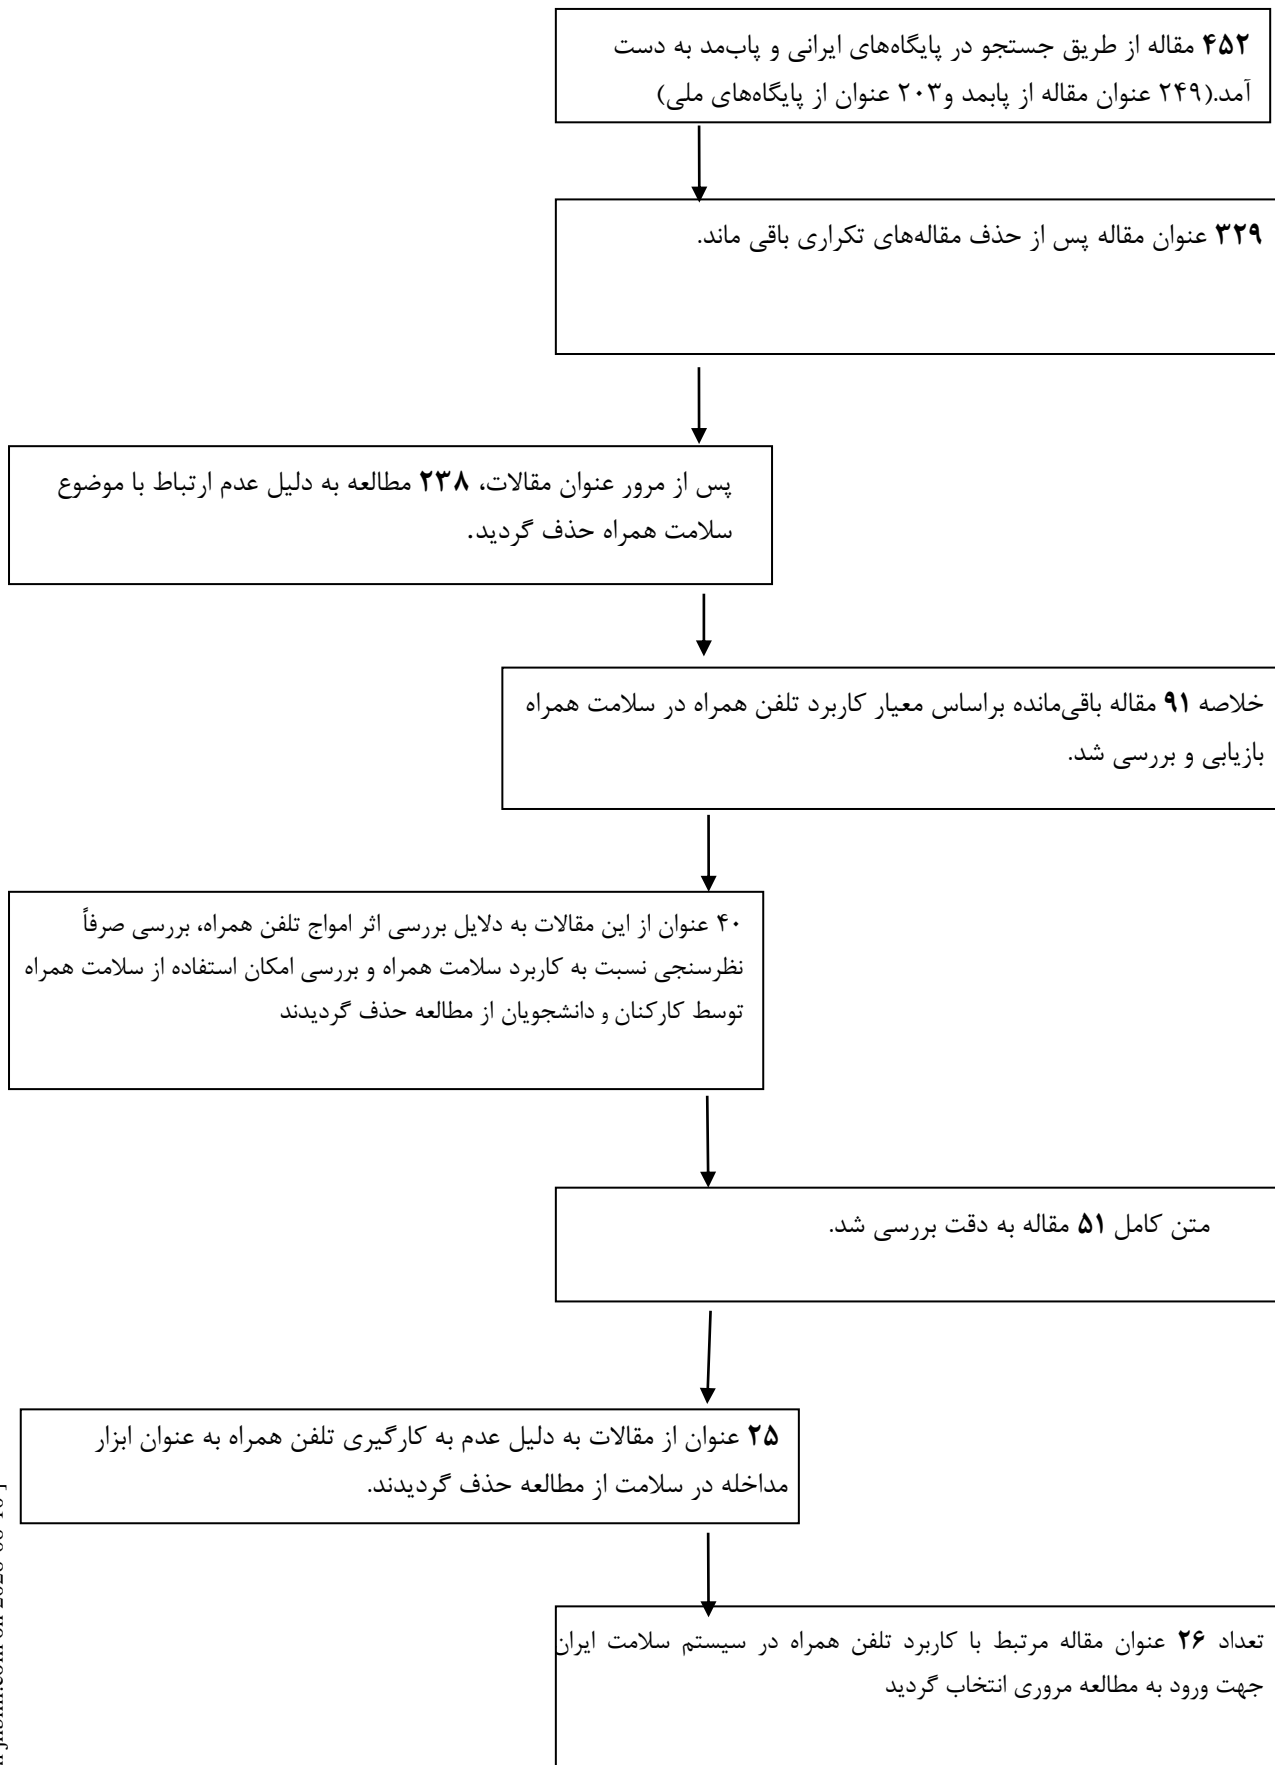 ۴۵۲ مقاله از طریق جستجو در پایگاه‌های ایرانی و پاب‌مد به دست
آمد.(۲۴۹ عنوان مقاله از پابمد و۲۰۳ عنوان از پایگاه‌های ملی)
۳۲۹ عنوان مقاله پس از حذف مقاله‌های تکراری باقی ماند.
پس از مرور عنوان مقالات، ۲۳۸ مطالعه به دلیل عدم ارتباط با موضوع
سلامت همراه حذف گردید.
خلاصه ۹۱ مقاله باقی‌مانده براساس معیار کاربرد تلفن همراه در سلامت همراه
بازیابی و بررسی شد.
۴۰ عنوان از این مقالات به دلایل بررسی اثر امواج تلفن همراه، بررسی صرفاً
نظرسنجی نسبت به کاربرد سلامت همراه و بررسی امکان استفاده از سلامت همراه
توسط کارکنان و دانشجویان از مطالعه حذف گردیدند
متن کامل ۵۱ مقاله به دقت بررسی شد.
۲۵ عنوان از مقالات به دلیل عدم به کارگیری تلفن همراه به عنوان ابزار
مداخله در سلامت از مطالعه حذف گردیدند.
تعداد ۲۶ عنوان مقاله مرتبط با کاربرد تلفن همراه در سیستم سلامت ایران
جهت ورود به مطالعه مروری انتخاب گردید